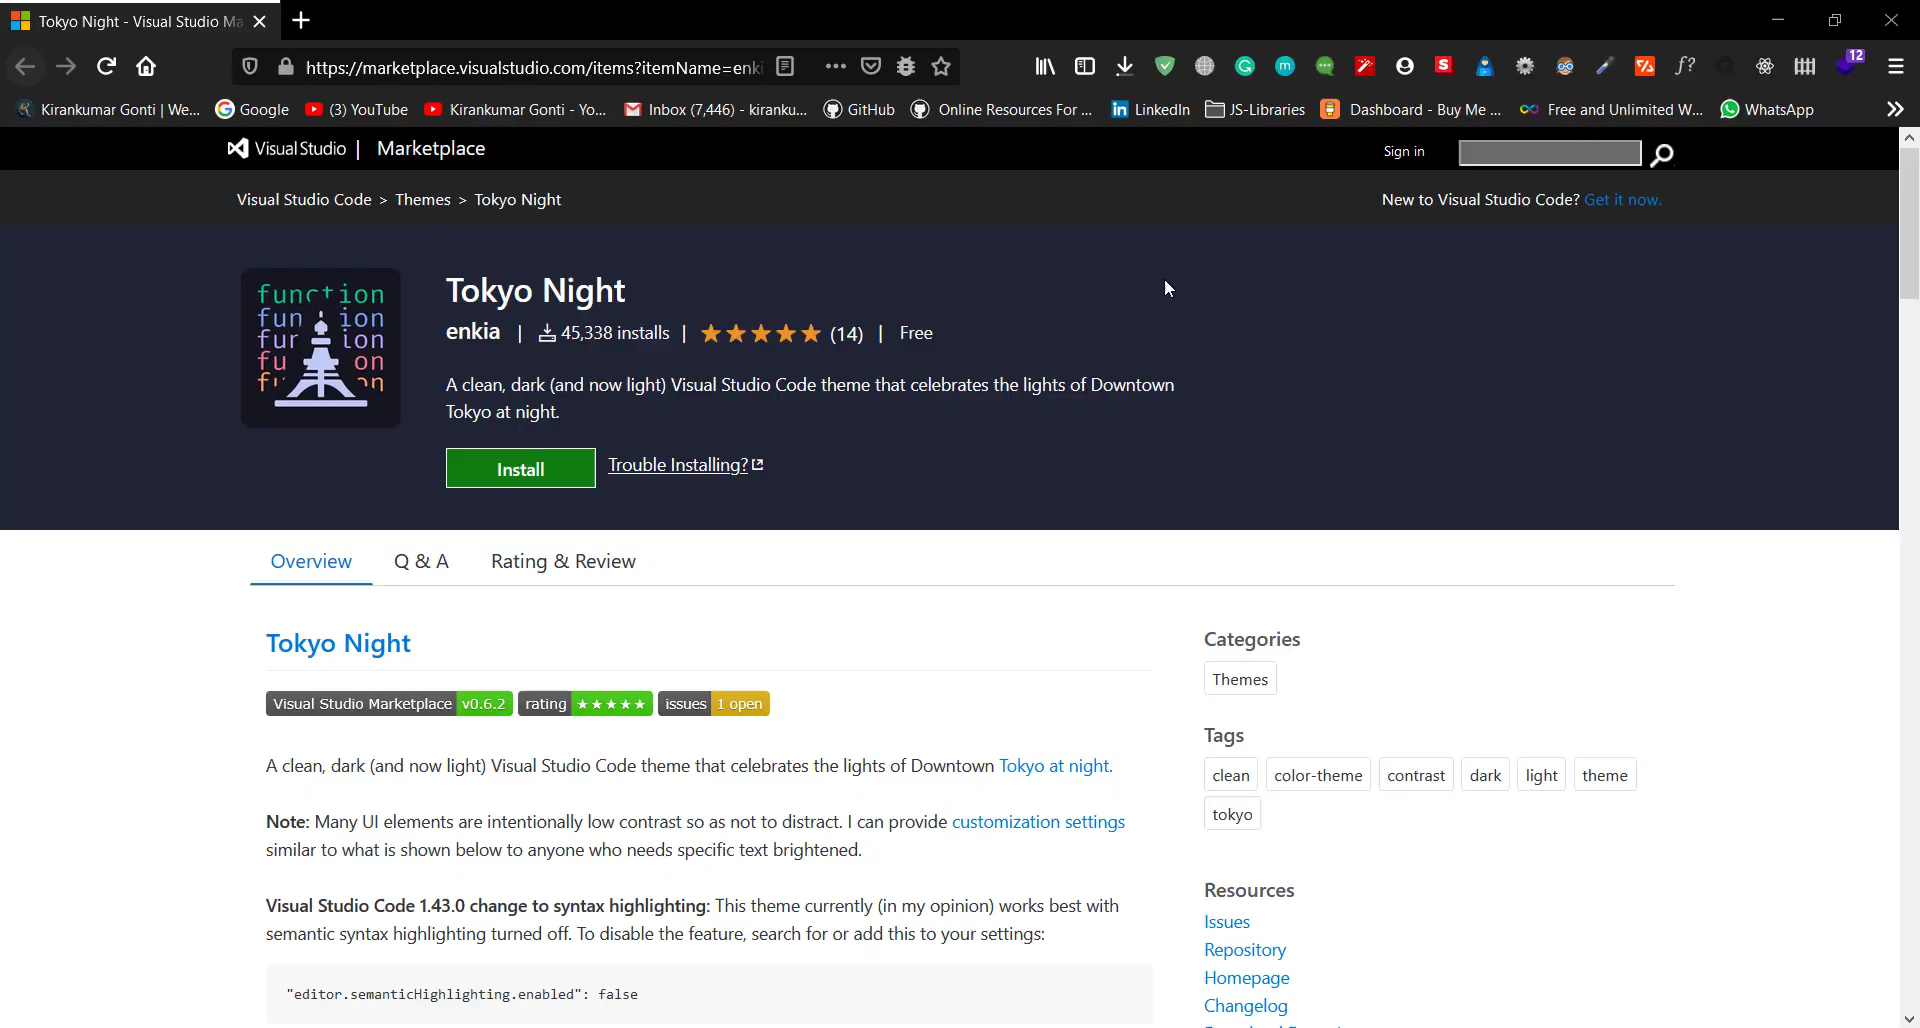 Tokyo Night - Visual Studio Ma
https://marketplace.visualstudio.com/items?itemName=enki
12
Kirankumar Gonti | We...
Google
(3) YouTube
Kirankumar Gonti - Yo...
Inbox (7,446) - kiranku...
GitHub
Online Resources For ...
LinkedIn
JS-Libraries
Dashboard - Buy Me ...
Free and Unlimited W...
WhatsApp
Visual Studio | Marketplace
Sign in
Visual Studio Code > Themes > Tokyo Night
New to Visual Studio Code? Get it now.
function
fun ion
fur ion
fu on
Tokyo Night
enkia | 45,338 installs | (14) | Free
A clean, dark (and now light) Visual Studio Code theme that celebrates the lights of Downtown
Tokyo at night.
Install
Trouble Installing?
Overview
Q & A
Rating & Review
Tokyo Night
Visual Studio Marketplace v0.6.2
rating ★★★★★
issues 1 open
A clean, dark (and now light) Visual Studio Code theme that celebrates the lights of Downtown Tokyo at night.
Note: Many UI elements are intentionally low contrast so as not to distract. I can provide customization settings
similar to what is shown below to anyone who needs specific text brightened.
Visual Studio Code 1.43.0 change to syntax highlighting: This theme currently (in my opinion) works best with
semantic syntax highlighting turned off. To disable the feature, search for or add this to your settings:
"editor.semanticHighlighting.enabled": false
Categories
Themes
Tags
clean
color-theme
contrast
dark
light
theme
tokyo
Resources
Issues
Repository
Homepage
Changelog